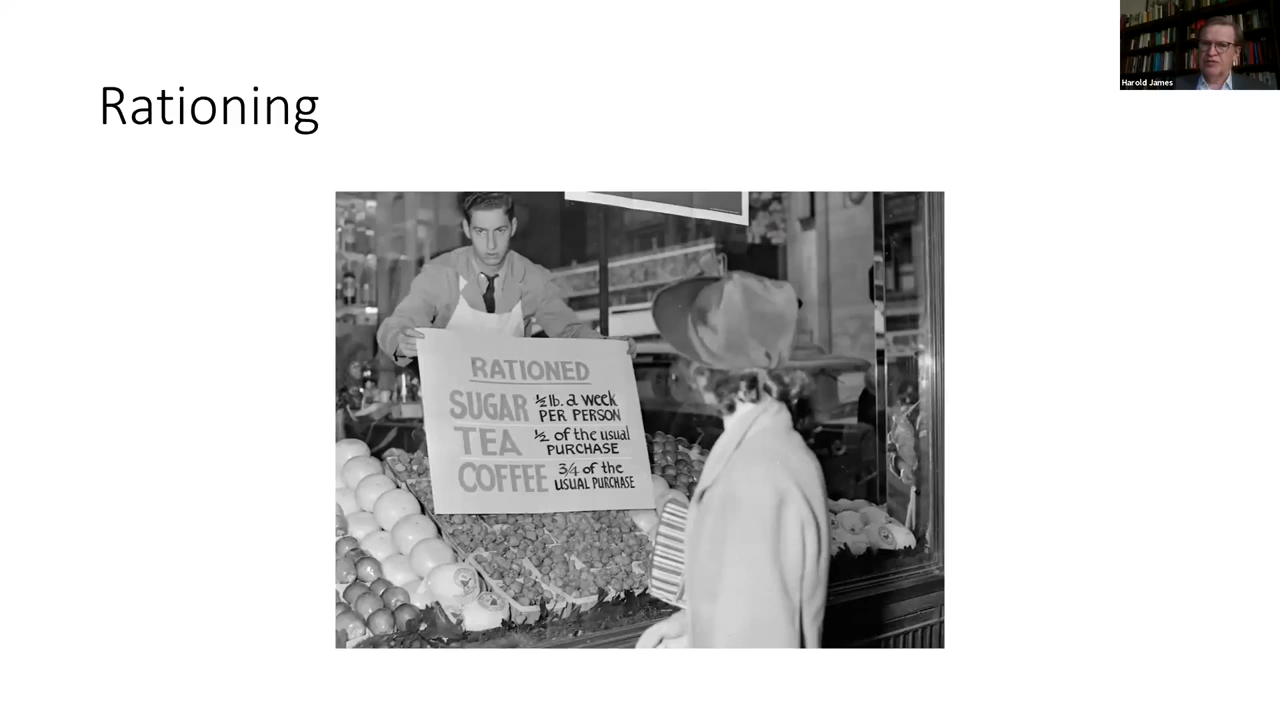 Harold James
Rationing
RATIONED
SUGAR ½ lb. a week
PER PERSON
TEA ½ of the usual
PURCHASE
COFFEE 3/4 of the
USUAL PURCHASE